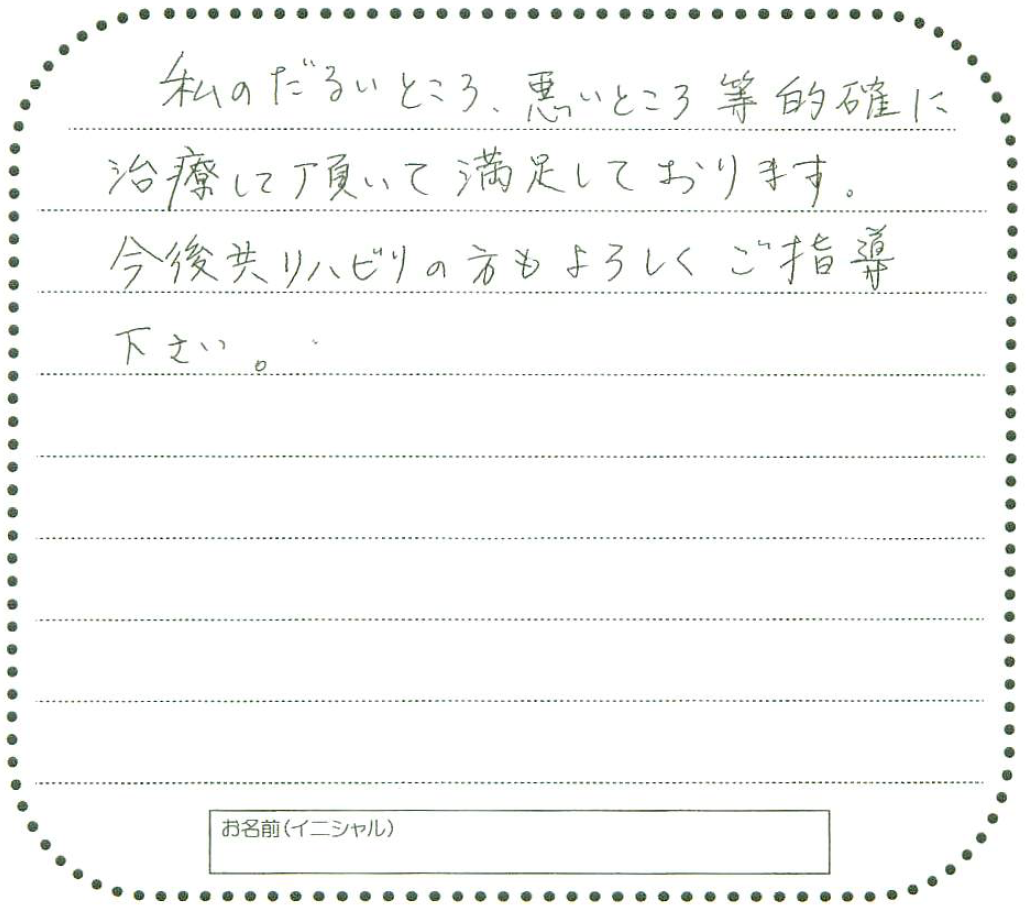 私のだるいところ、悪いところ等的確に
治療して頂いて満足しております。
今後共リハビリの方もよろしくご指導
下さい。
お名前(イニシャル)